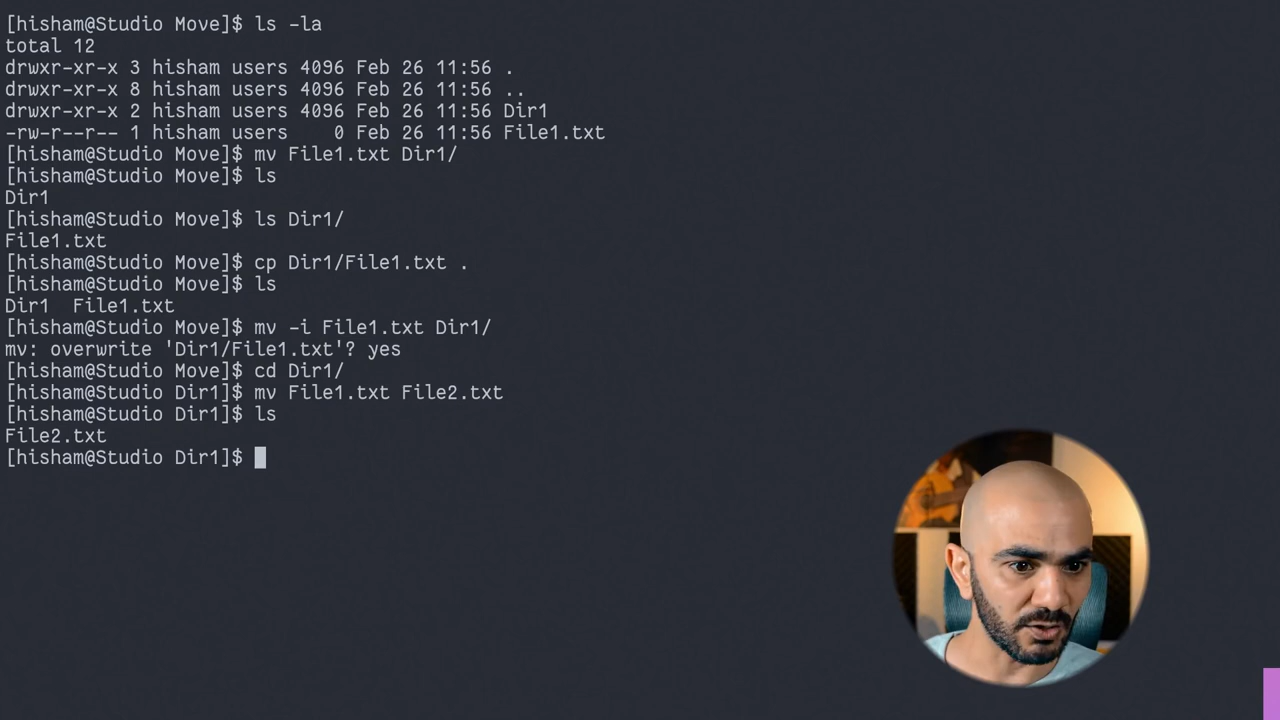 [hisham@Studio Move]$ ls -la
total 12
drwxr-xr-x 3 hisham users 4096 Feb 26 11:56 .
drwxr-xr-x 8 hisham users 4096 Feb 26 11:56 ..
drwxr-xr-x 2 hisham users 4096 Feb 26 11:56 Dir1
-rw-r--r-- 1 hisham users    0 Feb 26 11:56 File1.txt
[hisham@Studio Move]$ mv File1.txt Dir1/
[hisham@Studio Move]$ ls
Dir1
[hisham@Studio Move]$ ls Dir1/
File1.txt
[hisham@Studio Move]$ cp Dir1/File1.txt .
[hisham@Studio Move]$ ls
Dir1  File1.txt
[hisham@Studio Move]$ mv -i File1.txt Dir1/
mv: overwrite 'Dir1/File1.txt'? yes
[hisham@Studio Move]$ cd Dir1/
[hisham@Studio Dir1]$ mv File1.txt File2.txt
[hisham@Studio Dir1]$ ls
File2.txt
[hisham@Studio Dir1]$